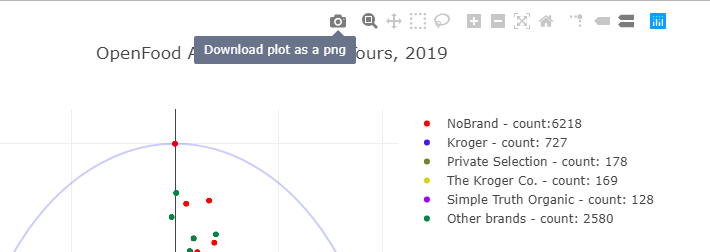 Download plot as a png
OpenFood A ours, 2019
NoBrand - count:6218
Kroger - count: 727
Private Selection - count: 178
The Kroger Co. - count: 169
Simple Truth Organic - count: 128
Other brands - count: 2580